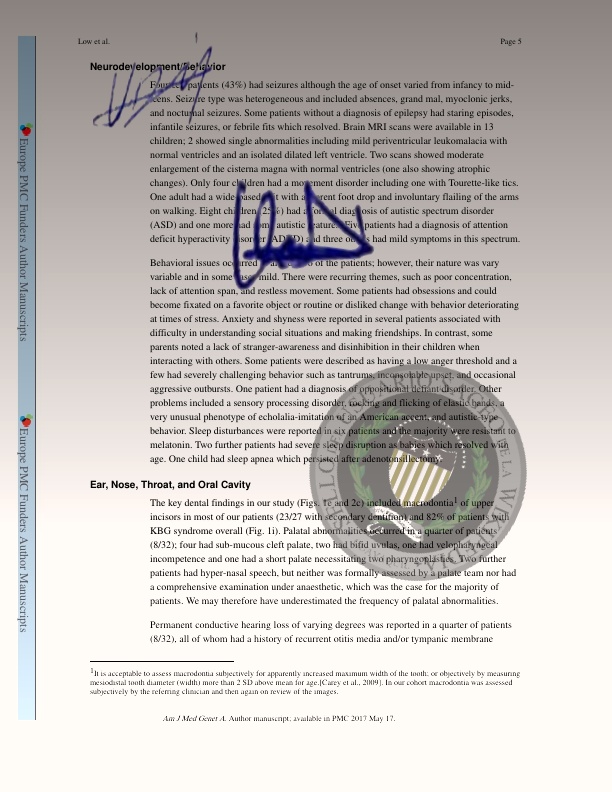 Low et al.
Page 5
Neurodevelopment/Behavior
patients (43%) had seizures although the age of onset varied from infancy to mid-
teens. Seizure type was heterogeneous and included absences, grand mal, myoclonic jerks,
and nocturnal seizures. Some patients without a diagnosis of epilepsy had staring episodes,
infantile seizures, or febrile fits which resolved. Brain MRI scans were available in 13
children; 2 showed single abnormalities including mild periventricular leukomalacia with
normal ventricles and an isolated dilated left ventricle. Two scans showed moderate
enlargement of the cisterna magna with normal ventricles (one also showing atrophic
changes). Only four children had a movement disorder including one with Tourette-like tics.
One adult had a wide-based with foot drop and involuntary flailing of the arms
on walking. Eight children (25%) had a formal diagnosis of autistic spectrum disorder
(ASD) and one more had autistic features. Five patients had a diagnosis of attention
deficit hyperactivity disorder (ADHD) and three others had mild symptoms in this spectrum.
Behavioral issues occurred of the patients; however, their nature was very
variable and in some cases mild. There were recurring themes, such as poor concentration,
lack of attention span, and restless movement. Some patients had obsessions and could
become fixated on a favorite object or routine or disliked change with behavior deteriorating
at times of stress. Anxiety and shyness were reported in several patients associated with
difficulty in understanding social situations and making friendships. In contrast, some
parents noted a lack of stranger-awareness and disinhibition in their children when
interacting with others. Some patients were described as having a low anger threshold and a
few had severely challenging behavior such as tantrums, inconsolable upset, and occasional
aggressive outbursts. One patient had a diagnosis of oppositional defiant disorder. Other
problems included a sensory processing disorder, rocking and flicking of elastic bands, a
very unusual phenotype of echolalia-imitation of an American accent, and autistic-type
behavior. Sleep disturbances were reported in six patients and the majority were resistant to
melatonin. Two further patients had severe sleep disruption as babies which resolved with
age. One child had sleep apnea which persisted after adenotonsillectomy.
Ear, Nose, Throat, and Oral Cavity
The key dental findings in our study (Figs. 1e and 2c) included macrodontia1 of upper
incisors in most of our patients (23/27 with secondary dentition) and 82% of patients with
KBG syndrome overall (Fig. 1i). Palatal abnormalities occurred in a quarter of patients
(8/32); four had sub-mucous cleft palate, two had bifid uvulas, one had velopharyngeal
incompetence and one had a short palate necessitating two pharyngoplasties. Two further
patients had hyper-nasal speech, but neither was formally assessed by a palate team nor had
a comprehensive examination under anaesthetic, which was the case for the majority of
patients. We may therefore have underestimated the frequency of palatal abnormalities.
Permanent conductive hearing loss of varying degrees was reported in a quarter of patients
(8/32), all of whom had a history of recurrent otitis media and/or tympanic membrane
1It is acceptable to assess macrodontia subjectively for apparently increased maximum width of the tooth; or objectively by measuring
mesiodistal tooth diameter (width) more than 2 SD above mean for age.[Carey et al., 2009]. In our cohort macrodontia was assessed
subjectively by the referring clinician and then again on review of the images.
Am J Med Genet A. Author manuscript; available in PMC 2017 May 17.
Europe PMC Funders Author Manuscripts
Europe PMC Funders Author Manuscripts